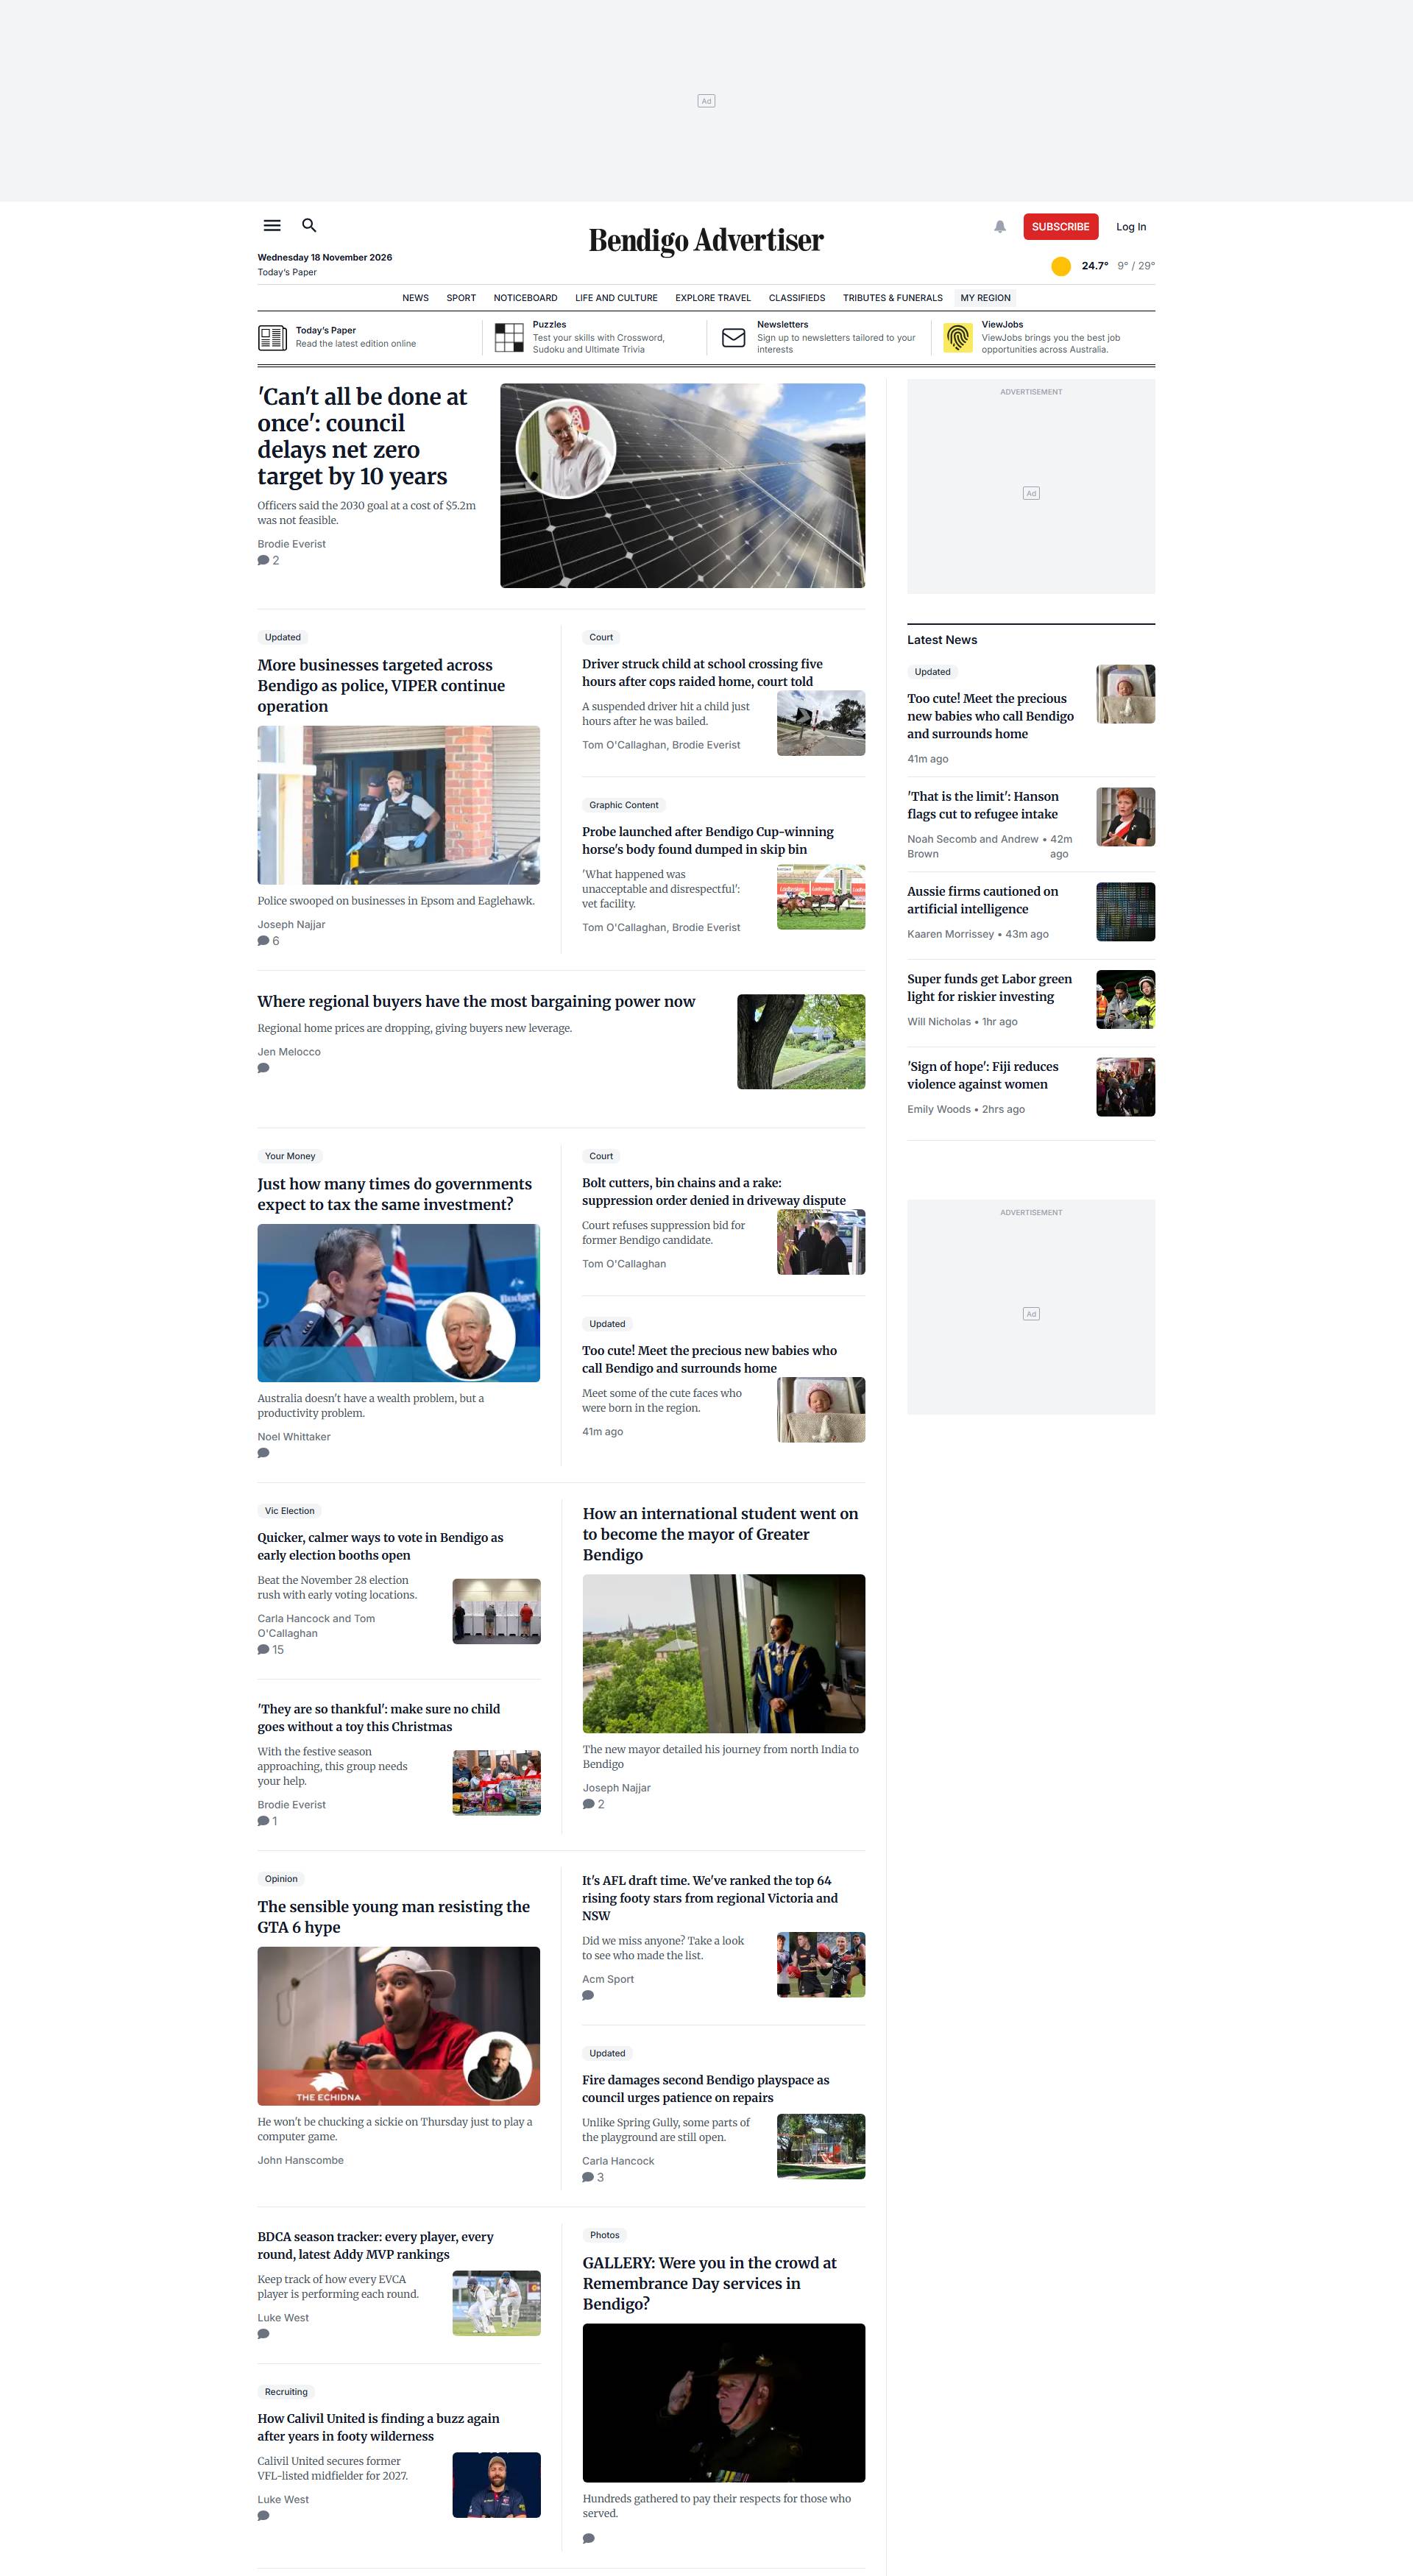 Ad
SUBSCRIBE
Log In
Bendigo Advertiser
Wednesday 18 November 2026
Today's Paper
24.7° 9° / 29°
NEWS SPORT NOTICEBOARD LIFE AND CULTURE EXPLORE TRAVEL CLASSIFIEDS TRIBUTES & FUNERALS MY REGION
Today's Paper
Read the latest edition online
Puzzles
Test your skills with Crossword,
Sudoku and Ultimate Trivia
Newsletters
Sign up to newsletters tailored to your
interests
ViewJobs
ViewJobs brings you the best job
opportunities across Australia.
'Can't all be done at
once': council
delays net zero
target by 10 years
Officers said the 2030 goal at a cost of $5.2m
was not feasible.
Brodie Everist
2
Updated
More businesses targeted across
Bendigo as police, VIPER continue
operation
Police swooped on businesses in Epsom and Eaglehawk.
Joseph Najjar
6
Court
Driver struck child at school crossing five
hours after cops raided home, court told
A suspended driver hit a child just
hours after he was bailed.
Tom O'Callaghan, Brodie Everist
Graphic Content
Probe launched after Bendigo Cup-winning
horse's body found dumped in skip bin
'What happened was
unacceptable and disrespectful':
vet facility.
Tom O'Callaghan, Brodie Everist
Where regional buyers have the most bargaining power now
Regional home prices are dropping, giving buyers new leverage.
Jen Melocco
Your Money
Just how many times do governments
expect to tax the same investment?
Budget
Australia doesn't have a wealth problem, but a
productivity problem.
Noel Whittaker
Court
Bolt cutters, bin chains and a rake:
suppression order denied in driveway dispute
Court refuses suppression bid for
former Bendigo candidate.
Tom O'Callaghan
Updated
Too cute! Meet the precious new babies who
call Bendigo and surrounds home
Meet some of the cute faces who
were born in the region.
41m ago
Vic Election
Quicker, calmer ways to vote in Bendigo as
early election booths open
Beat the November 28 election
rush with early voting locations.
Carla Hancock and Tom
O'Callaghan
15
'They are so thankful': make sure no child
goes without a toy this Christmas
With the festive season
approaching, this group needs
your help.
Brodie Everist
1
How an international student went on
to become the mayor of Greater
Bendigo
The new mayor detailed his journey from north India to
Bendigo
Joseph Najjar
2
Opinion
The sensible young man resisting the
GTA 6 hype
THE ECHIDNA
He won't be chucking a sickie on Thursday just to play a
computer game.
John Hanscombe
It's AFL draft time. We've ranked the top 64
rising footy stars from regional Victoria and
NSW
Did we miss anyone? Take a look
to see who made the list.
Acm Sport
Updated
Fire damages second Bendigo playspace as
council urges patience on repairs
Unlike Spring Gully, some parts of
the playground are still open.
Carla Hancock
3
BDCA season tracker: every player, every
round, latest Addy MVP rankings
Keep track of how every EVCA
player is performing each round.
Luke West
Recruiting
How Calivil United is finding a buzz again
after years in footy wilderness
Calivil United secures former
VFL-listed midfielder for 2027.
Luke West
Photos
GALLERY: Were you in the crowd at
Remembrance Day services in
Bendigo?
Hundreds gathered to pay their respects for those who
served.
ADVERTISEMENT
Ad
Latest News
Updated
Too cute! Meet the precious
new babies who call Bendigo
and surrounds home
41m ago
'That is the limit': Hanson
flags cut to refugee intake
Noah Secomb and Andrew • 42m
Brown ago
Aussie firms cautioned on
artificial intelligence
Kaaren Morrissey • 43m ago
Super funds get Labor green
light for riskier investing
Will Nicholas • 1hr ago
'Sign of hope': Fiji reduces
violence against women
Emily Woods • 2hrs ago
ADVERTISEMENT
Ad